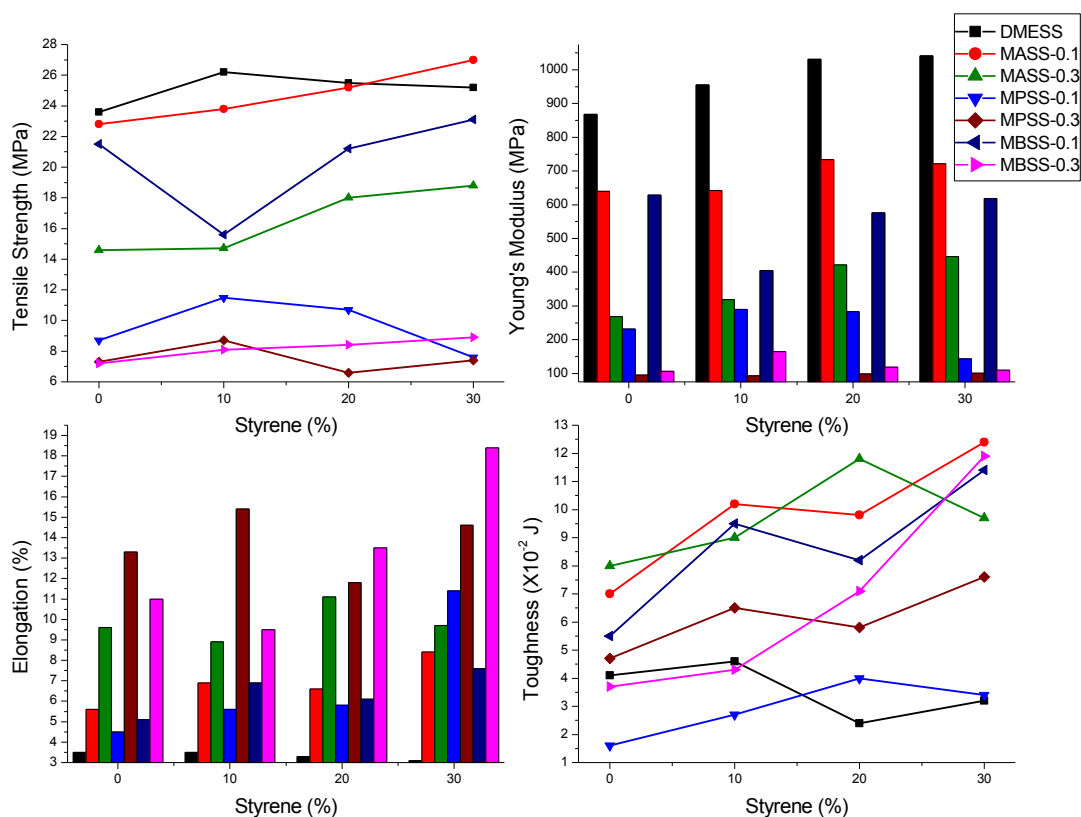 28
26
24
22
20
18
16
14
12
10
8
6
Tensile Strength (MPa)
0 10 20 30
Styrene (%)
1000
900
800
700
600
500
400
300
200
100
Young's Modulus (MPa)
0 10 20 30
Styrene (%)
DMESS
MASS-0.1
MASS-0.3
MPSS-0.1
MPSS-0.3
MBSS-0.1
MBSS-0.3
19
18
17
16
15
14
13
12
11
10
9
8
7
6
5
4
3
Elongation (%)
0 10 20 30
Styrene (%)
13
12
11
10
9
8
7
6
5
4
3
2
1
Toughness (X10⁻² J)
0 10 20 30
Styrene (%)